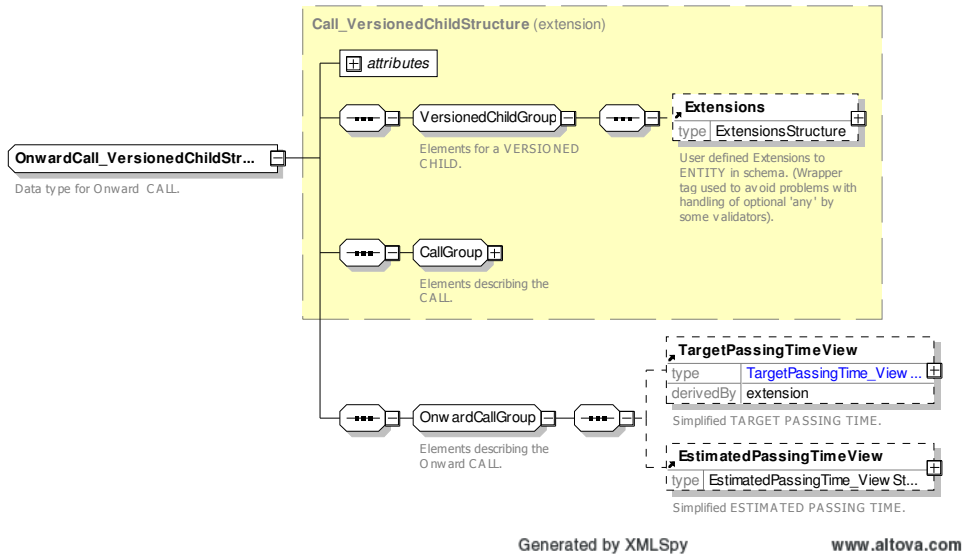 Call_VersionedChildStructure (extension)
attributes
VersionedChildGroup
Elements for a VERSIONED
CHILD.
Extensions
type ExtensionsStructure
User defined Extensions to
ENTITY in schema. (Wrapper
tag used to avoid problems with
handling of optional 'any' by
some validators).
OnwardCall_VersionedChildStr...
Data type for Onward CALL.
CallGroup
Elements describing the
CALL.
TargetPassingTimeView
type TargetPassingTime_View...
derivedBy extension
Simplified TARGET PASSING TIME.
OnwardCallGroup
Elements describing the
Onward CALL.
EstimatedPassingTimeView
type EstimatedPassingTime_ViewSt...
Simplified ESTIMATED PASSING TIME.
Generated by XMLSpy www.altova.com